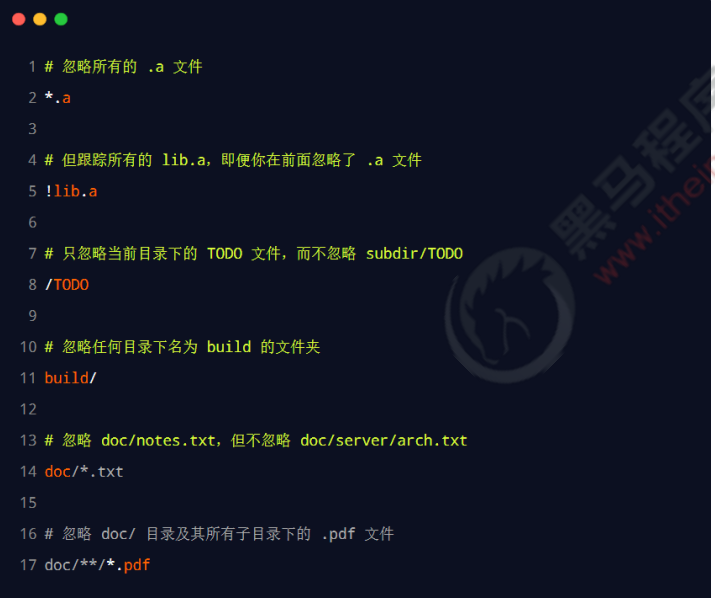 1 # 忽略所有的 .a 文件
2 *.a
3
4 # 但跟踪所有的 lib.a，即便你在前面忽略了 .a 文件
5 !lib.a
6
7 # 只忽略当前目录下的 TODO 文件，而不忽略 subdir/TODO
8 /TODO
9
10 # 忽略任何目录下名为 build 的文件夹
11 build/
12
13 # 忽略 doc/notes.txt，但不忽略 doc/server/arch.txt
14 doc/*.txt
15
16 # 忽略 doc/ 目录及其所有子目录下的 .pdf 文件
17 doc/**/*.pdf
黑马程序
www.itheim